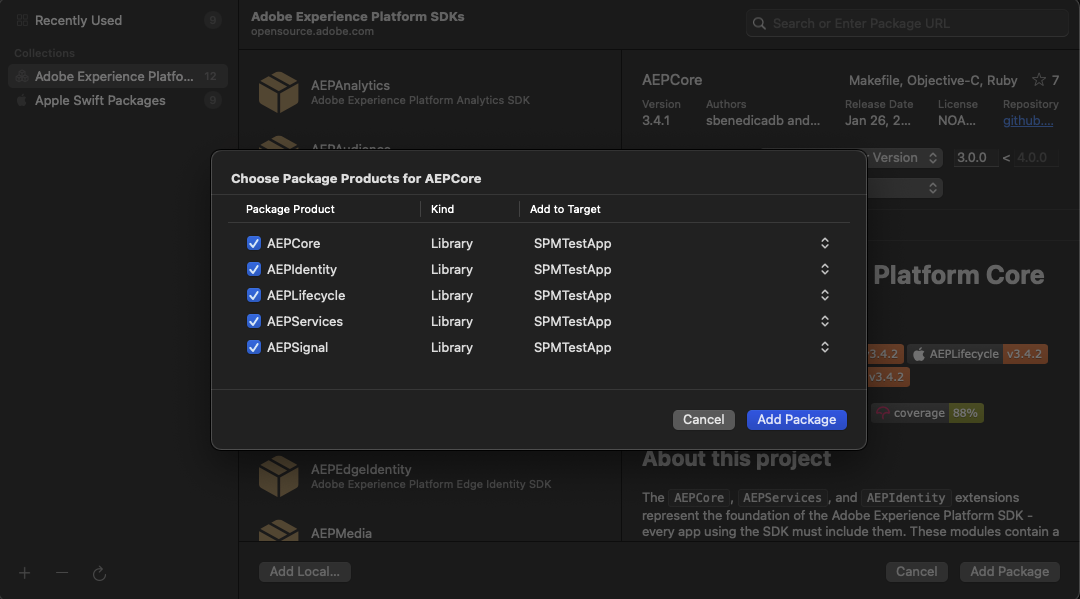 Recently Used 9
Collections
Adobe Experience Platfo... 12
Apple Swift Packages 9
Adobe Experience Platform SDKs
opensource.adobe.com
Search or Enter Package URL
AEPAnalytics
Adobe Experience Platform Analytics SDK
AEPAudience
AEPCore
Makefile, Objective-C, Ruby 7
Version Authors Release Date License Repository
3.4.1 sbenedicadb and... Jan 26, 2... NOA... github....
Version 3.0.0 < 4.0.0
Choose Package Products for AEPCore
Package Product Kind Add to Target
AEPCore Library SPMTestApp
AEPIdentity Library SPMTestApp
AEPLifecycle Library SPMTestApp
AEPServices Library SPMTestApp
AEPSignal Library SPMTestApp
Cancel Add Package
Platform Core
v3.4.2 AEPLifecycle v3.4.2
v3.4.2
coverage 88%
AEPEdgeIdentity
Adobe Experience Platform Edge Identity SDK
AEPMedia
About this project
The AEPCore, AEPServices, and AEPIdentity extensions
represent the foundation of the Adobe Experience Platform SDK -
every app using the SDK must include them. These modules contain a
Add Local...
Cancel Add Package